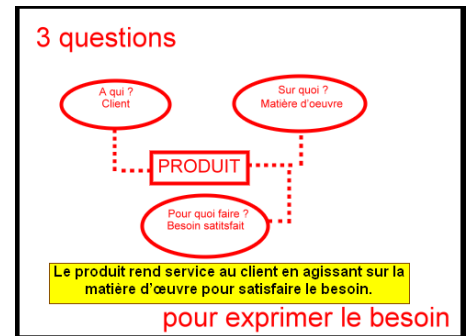 3 questions
A qui ?
Client
Sur quoi ?
Matière d'oeuvre
PRODUIT
Pour quoi faire ?
Besoin satitsfait
Le produit rend service au client en agissant sur la
matière d'œuvre pour satisfaire le besoin.
pour exprimer le besoin